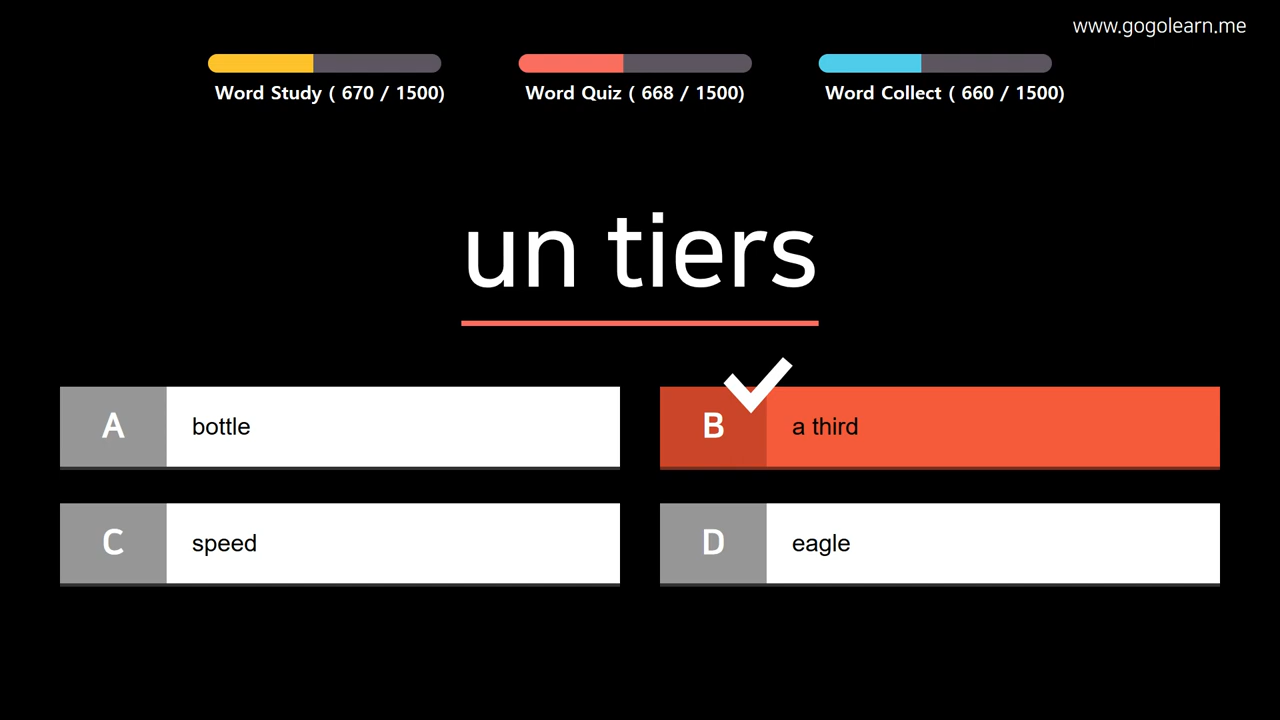 www.gogolearn.me
Word Study ( 670 / 1500)
Word Quiz ( 668 / 1500)
Word Collect ( 660 / 1500)
un tiers
A
bottle
B
a third
C
speed
D
eagle